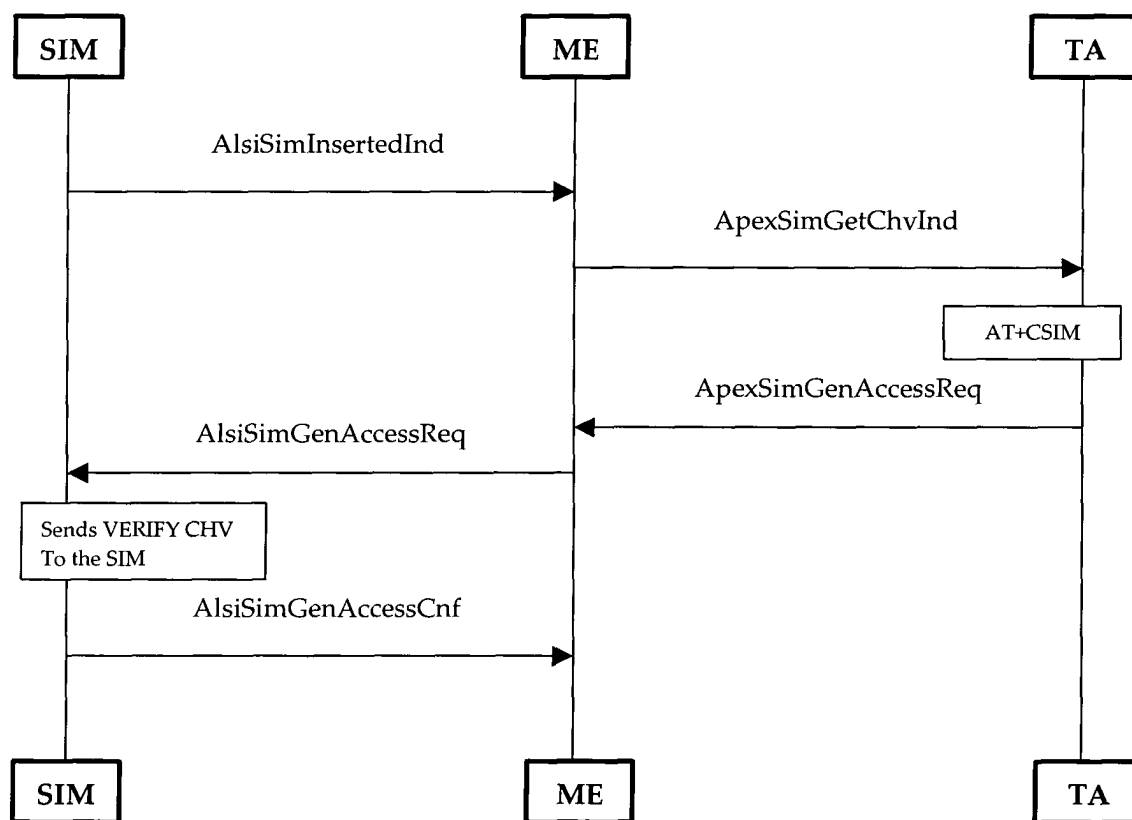 SIM ME TA
AlsiSimInsertedInd
ApexSimGetChvInd
AT+CSIM
ApexSimGenAccessReq
AlsiSimGenAccessReq
Sends VERIFY CHV
To the SIM
AlsiSimGenAccessCnf
SIM ME TA